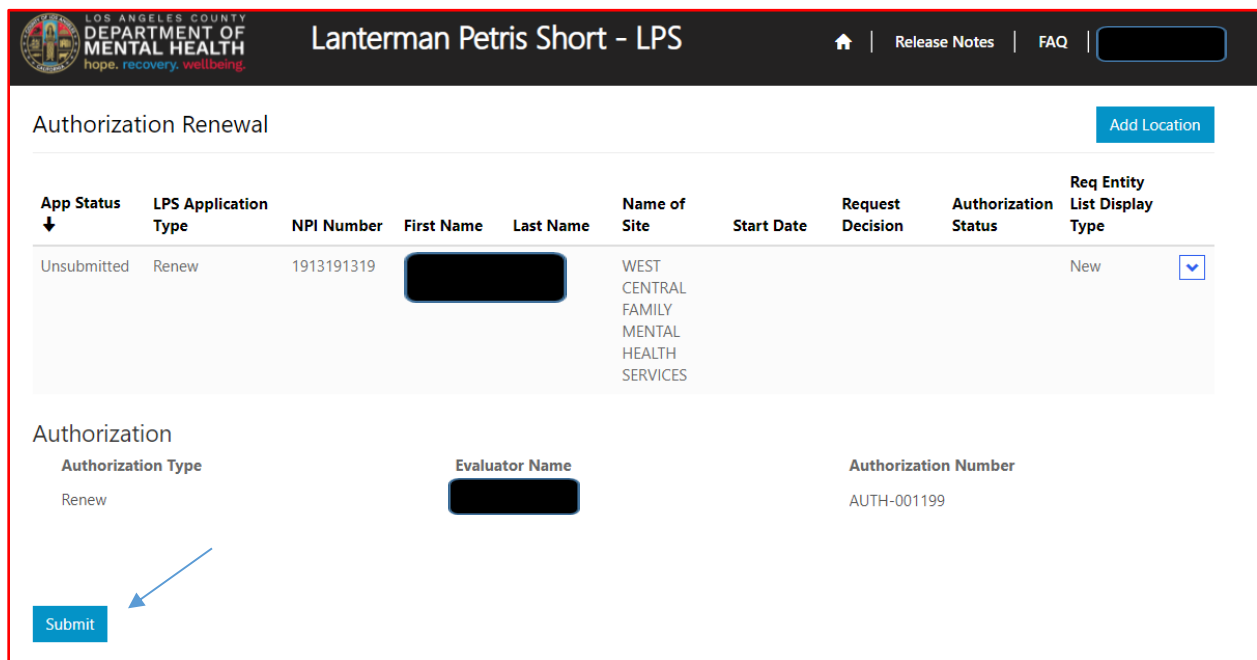 LOS ANGELES COUNTY
DEPARTMENT OF
MENTAL HEALTH
hope. recovery. wellbeing.
Lanterman Petris Short - LPS
| Release Notes | FAQ |
Authorization Renewal
Add Location
App Status LPS Application Type NPI Number First Name Last Name Name of Site Start Date Request Decision Authorization Status Req Entity List Display Type
Unsubmitted Renew 1913191319 WEST New
CENTRAL
FAMILY
MENTAL
HEALTH
SERVICES
Authorization
Authorization Type Evaluator Name Authorization Number
Renew AUTH-001199
Submit